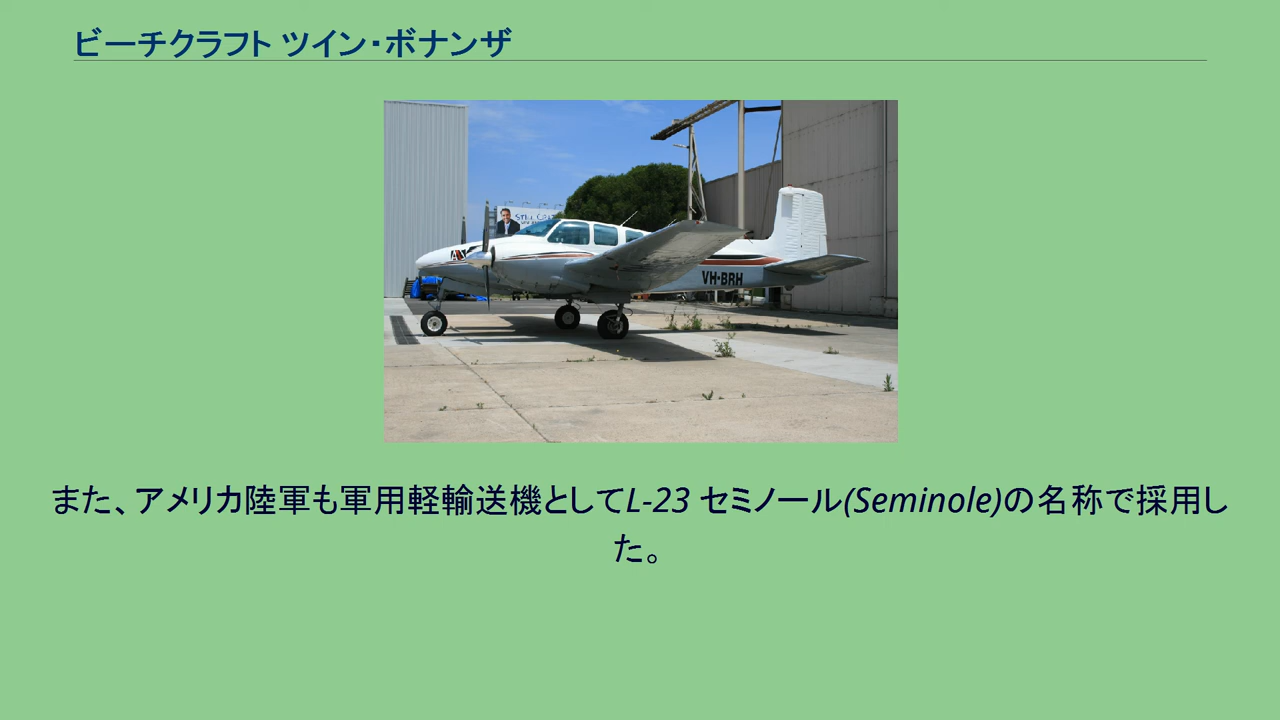 ビーチクラフト ツイン・ボナンザ
VH-BRH
また、アメリカ陸軍も軍用軽輸送機としてL-23 セミノール(Seminole)の名称で採用し
た。